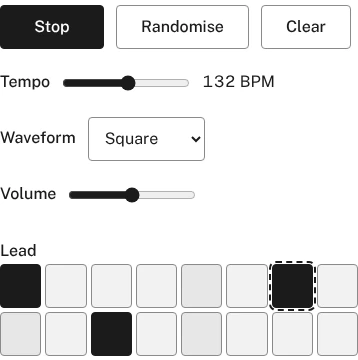 Stop Randomise Clear
Tempo 132 BPM
Waveform Square
Volume
Lead